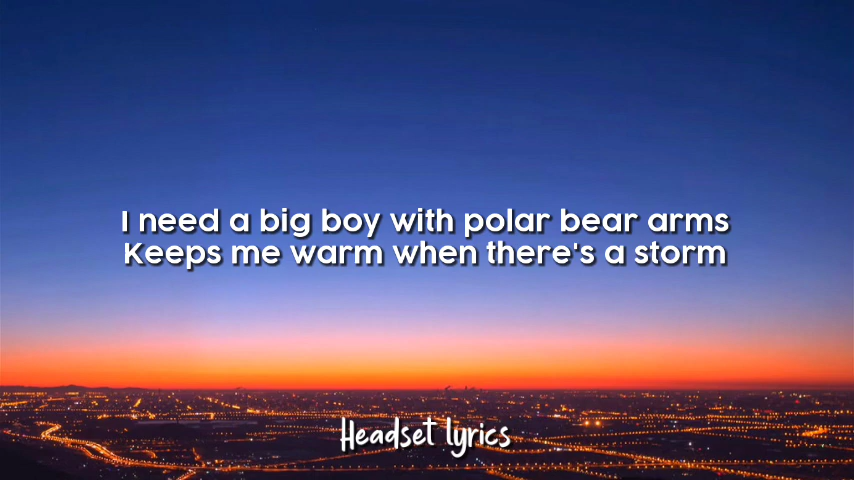 I need a big boy with polar bear arms
Keeps me warm when there's a storm
Headset lyrics